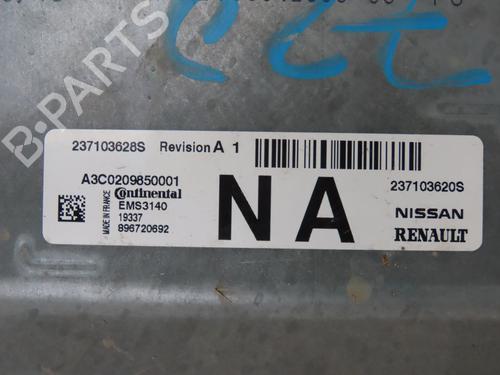 237103628S Revision A 1
A3C0209850001
Continental
EMS3140
19337
896720692
MADE IN FRANCE
NA
237103620S
NISSAN
RENAULT
B-PARTS